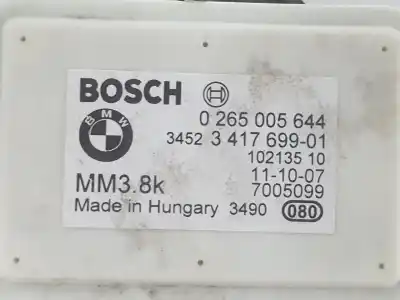 BOSCH
BMW
0 265 005 644
3452 3 417 699-01
102135 10
11-10-07
MM3.8k
7005099
Made in Hungary 3490 080